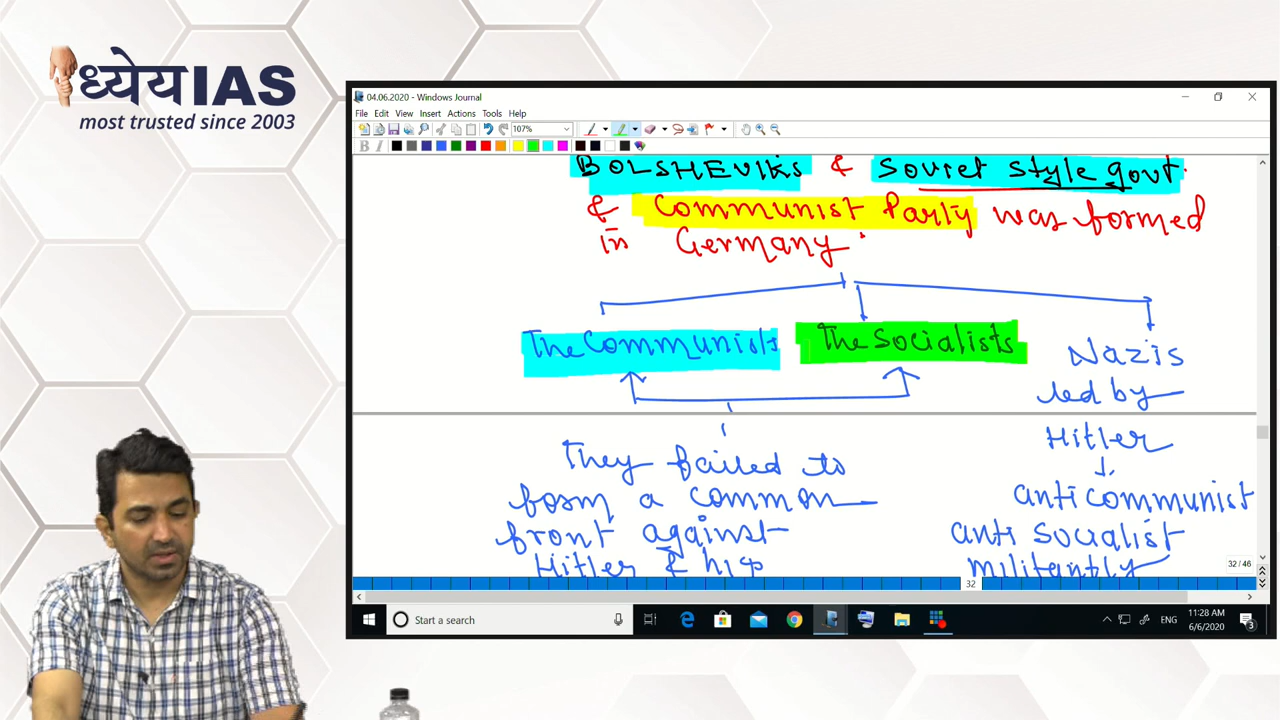 ध्येय IAS
most trusted since 2003
04.06.2020 - Windows Journal
File Edit View Insert Actions Tools Help
107%
B I
BOLSHEVIKS & Soviet style govt.
& Communist Party was formed
in Germany.
The Communists The Socialists Nazis
led by
Hitler
They failed to
form a common anti communist
front against anti socialist
Hitler & his militantly
32 / 46
32
Start a search
ENG
11:28 AM
6/6/2020
3